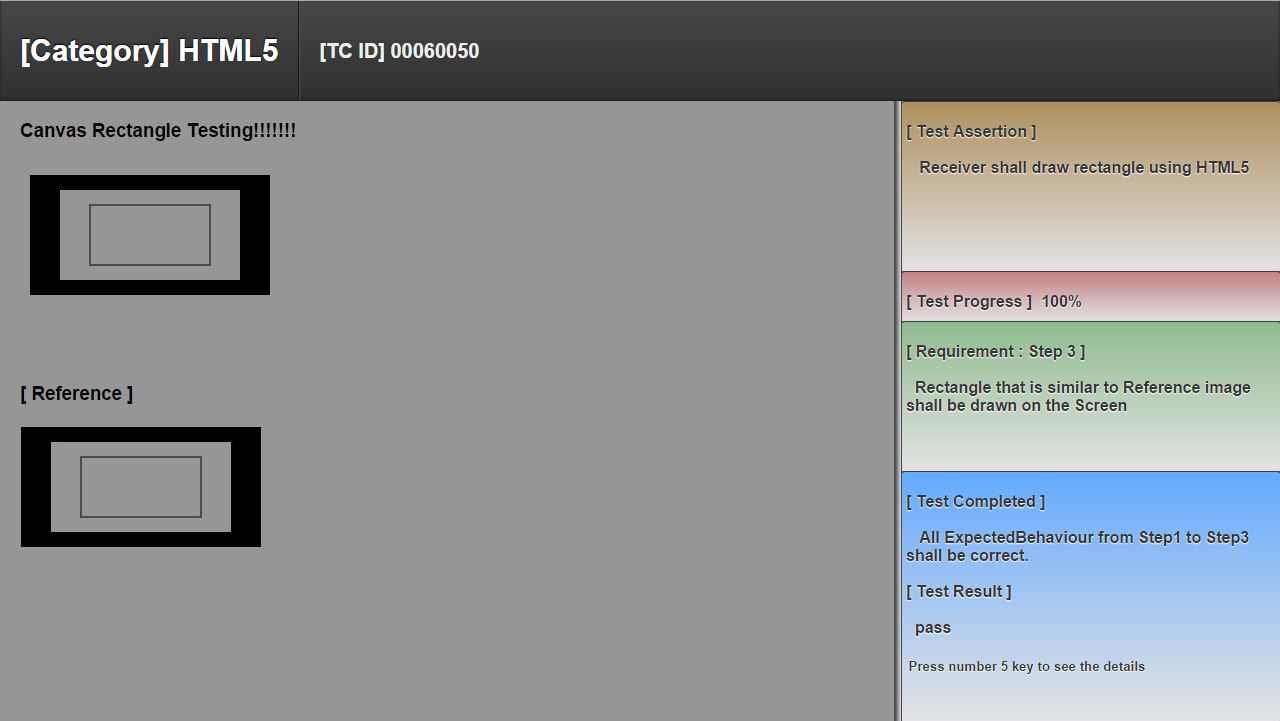 [Category] HTML5
[TC ID] 00060050
Canvas Rectangle Testing!!!!!!!
[ Reference ]
[ Test Assertion ]
Receiver shall draw rectangle using HTML5
[ Test Progress ] 100%
[ Requirement : Step 3 ]
Rectangle that is similar to Reference image
shall be drawn on the Screen
[ Test Completed ]
All ExpectedBehaviour from Step1 to Step3
shall be correct.
[ Test Result ]
pass
Press number 5 key to see the details